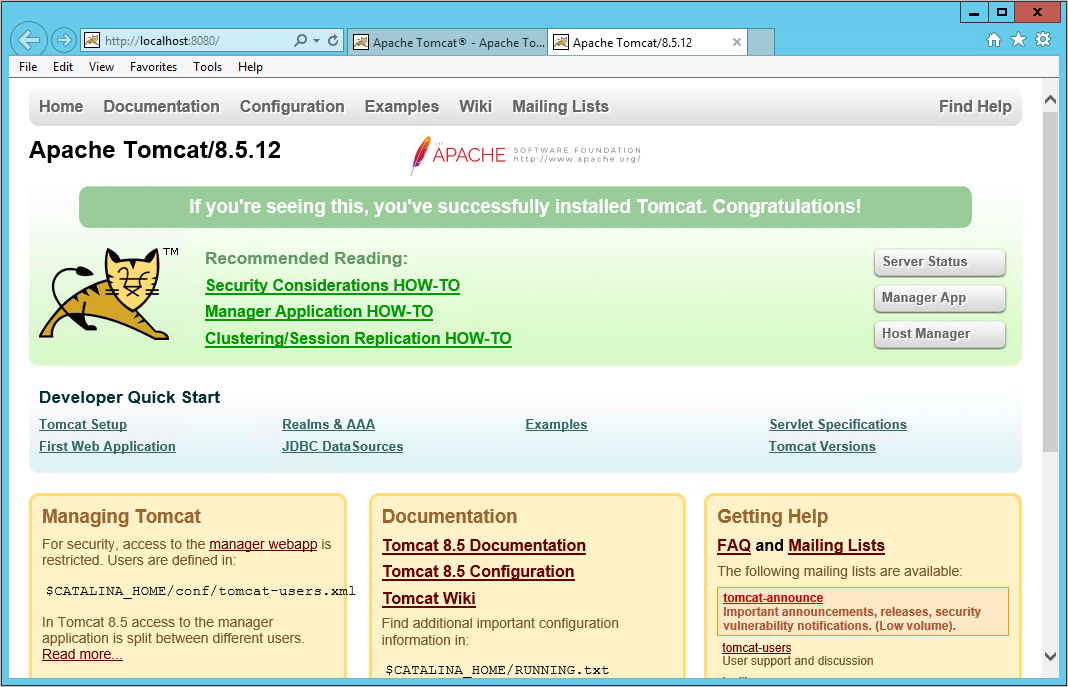 http://localhost:8080/
Apache Tomcat® - Apache To...
Apache Tomcat/8.5.12
File Edit View Favorites Tools Help
Home Documentation Configuration Examples Wiki Mailing Lists Find Help
Apache Tomcat/8.5.12
THE APACHE™ SOFTWARE FOUNDATION
http://www.apache.org/
If you're seeing this, you've successfully installed Tomcat. Congratulations!
TM
Recommended Reading:
Security Considerations HOW-TO
Manager Application HOW-TO
Clustering/Session Replication HOW-TO
Server Status
Manager App
Host Manager
Developer Quick Start
Tomcat Setup
First Web Application
Realms & AAA
JDBC DataSources
Examples
Servlet Specifications
Tomcat Versions
Managing Tomcat
For security, access to the manager webapp is
restricted. Users are defined in:
$CATALINA_HOME/conf/tomcat-users.xml
In Tomcat 8.5 access to the manager
application is split between different users.
Read more...
Documentation
Tomcat 8.5 Documentation
Tomcat 8.5 Configuration
Tomcat Wiki
Find additional important configuration
information in:
$CATALINA_HOME/RUNNING.txt
Getting Help
FAQ and Mailing Lists
The following mailing lists are available:
tomcat-announce
Important announcements, releases, security
vulnerability notifications. (Low volume).
tomcat-users
User support and discussion